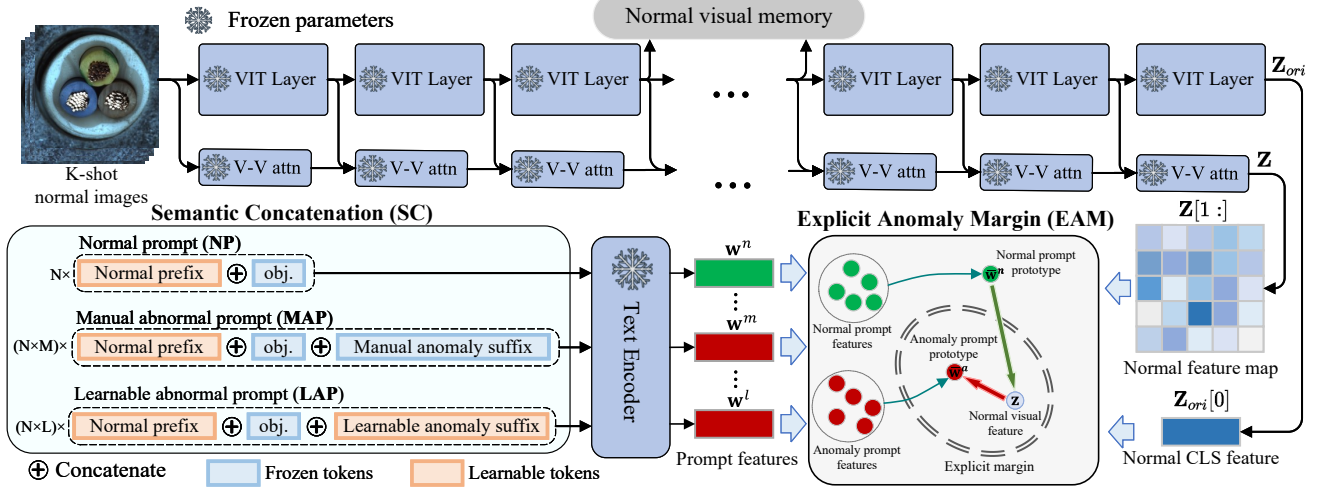 Frozen parameters
Normal visual memory
VIT Layer
VIT Layer
VIT Layer
...
VIT Layer
VIT Layer
VIT Layer
Z_ori
V-V attn
V-V attn
V-V attn
...
V-V attn
V-V attn
V-V attn
Z
K-shot
normal images
Semantic Concatenation (SC)
Normal prompt (NP)
N×
Normal prefix
+
obj.
Manual abnormal prompt (MAP)
(N×M)×
Normal prefix
+
obj.
+
Manual anomaly suffix
Learnable abnormal prompt (LAP)
(N×L)×
Normal prefix
+
obj.
+
Learnable anomaly suffix
+ Concatenate
Frozen tokens
Learnable tokens
Text Encoder
w^n
...
w^m
...
w^l
Prompt features
Explicit Anomaly Margin (EAM)
Normal prompt
features
w^n
Normal prompt
prototype
Anomaly prompt
prototype
w^a
z
Normal visual
feature
Anomaly prompt
features
Explicit margin
Z[1 :]
Normal feature map
Z_ori[0]
Normal CLS feature